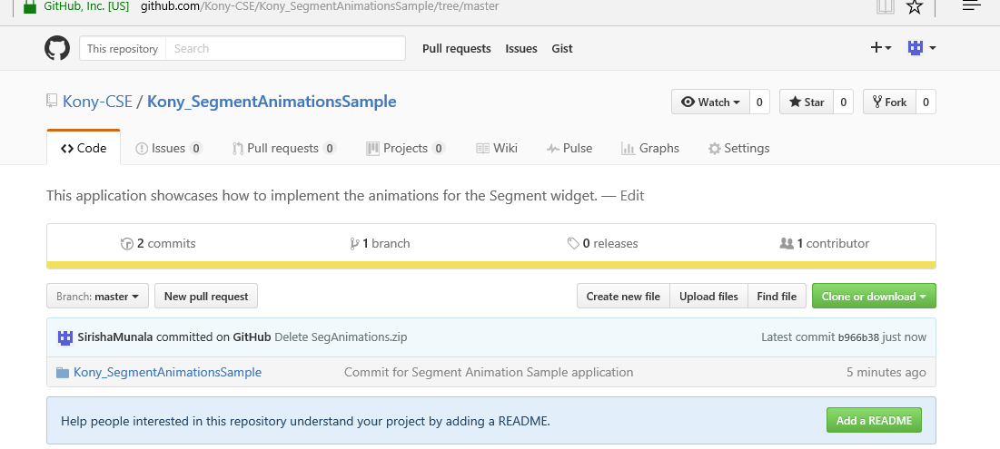 GitHub, Inc. [US] github.com/Kony-CSE/Kony_SegmentAnimationsSample/tree/master
This repository Search Pull requests Issues Gist
Kony-CSE / Kony_SegmentAnimationsSample Watch 0 Star 0 Fork 0
Code Issues 0 Pull requests 0 Projects 0 Wiki Pulse Graphs Settings
This application showcases how to implement the animations for the Segment widget. — Edit
2 commits 1 branch 0 releases 1 contributor
Branch: master New pull request Create new file Upload files Find file Clone or download
SirishaMunala committed on GitHub Delete SegAnimations.zip Latest commit b966b38 just now
Kony_SegmentAnimationsSample Commit for Segment Animation Sample application 5 minutes ago
Help people interested in this repository understand your project by adding a README. Add a README